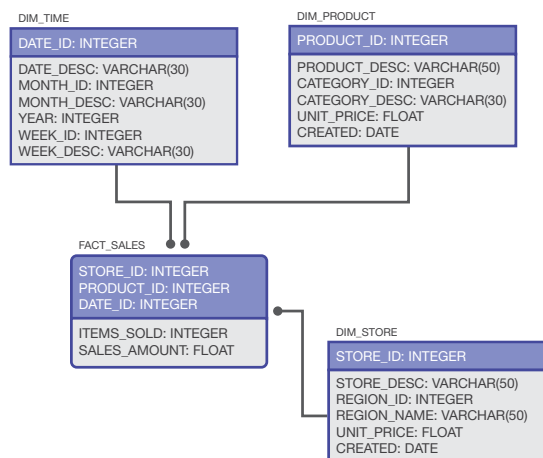 DIM_TIME
DATE_ID: INTEGER
DATE_DESC: VARCHAR(30)
MONTH_ID: INTEGER
MONTH_DESC: VARCHAR(30)
YEAR: INTEGER
WEEK_ID: INTEGER
WEEK_DESC: VARCHAR(30)
DIM_PRODUCT
PRODUCT_ID: INTEGER
PRODUCT_DESC: VARCHAR(50)
CATEGORY_ID: INTEGER
CATEGORY_DESC: VARCHAR(30)
UNIT_PRICE: FLOAT
CREATED: DATE
FACT_SALES
STORE_ID: INTEGER
PRODUCT_ID: INTEGER
DATE_ID: INTEGER
ITEMS_SOLD: INTEGER
SALES_AMOUNT: FLOAT
DIM_STORE
STORE_ID: INTEGER
STORE_DESC: VARCHAR(50)
REGION_ID: INTEGER
REGION_NAME: VARCHAR(50)
UNIT_PRICE: FLOAT
CREATED: DATE